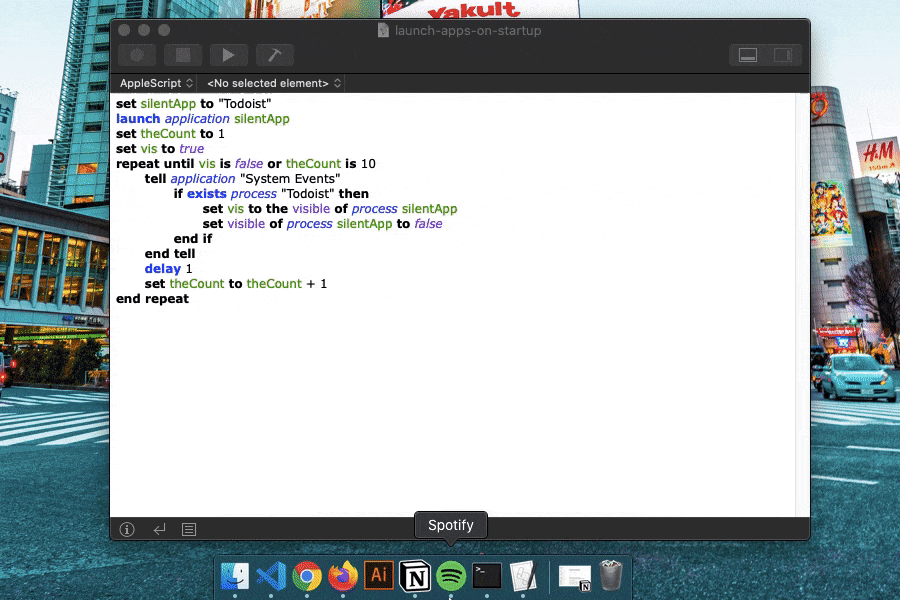 Yakult
launch-apps-on-startup
AppleScript
<No selected element>
set silentApp to "Todoist"
launch application silentApp
set theCount to 1
set vis to true
repeat until vis is false or theCount is 10
tell application "System Events"
if exists process "Todoist" then
set vis to the visible of process silentApp
set visible of process silentApp to false
end if
end tell
delay 1
set theCount to theCount + 1
end repeat
H&M
Spotify
Ai
N
>_
N